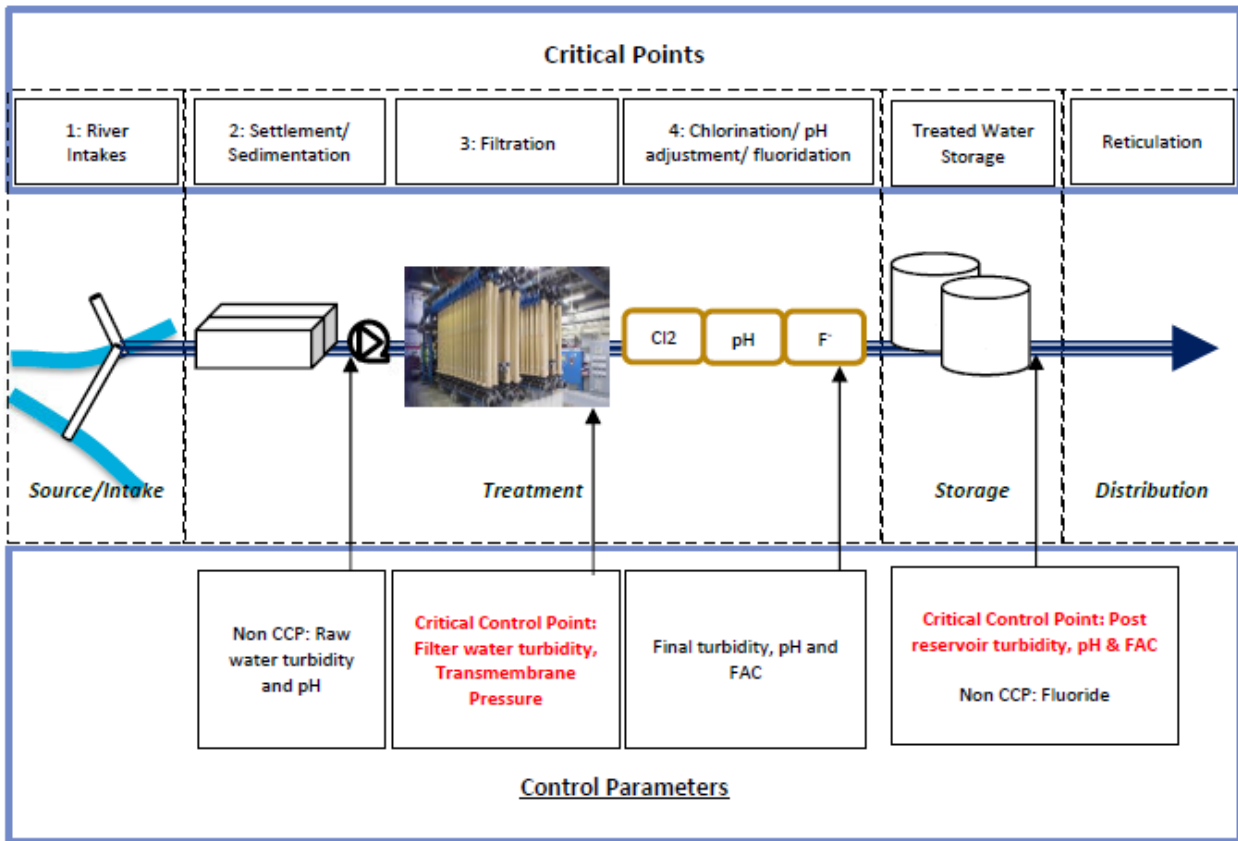 Critical Points
1: River
Intakes
2: Settlement/
Sedimentation
3: Filtration
4: Chlorination/ pH
adjustment/ fluoridation
Treated Water
Storage
Reticulation
Cl2
pH
F-
Source/Intake
Treatment
Storage
Distribution
Non CCP: Raw
water turbidity
and pH
Critical Control Point:
Filter water turbidity,
Transmembrane
Pressure
Final turbidity, pH and
FAC
Critical Control Point: Post
reservoir turbidity, pH & FAC
Non CCP: Fluoride
Control Parameters